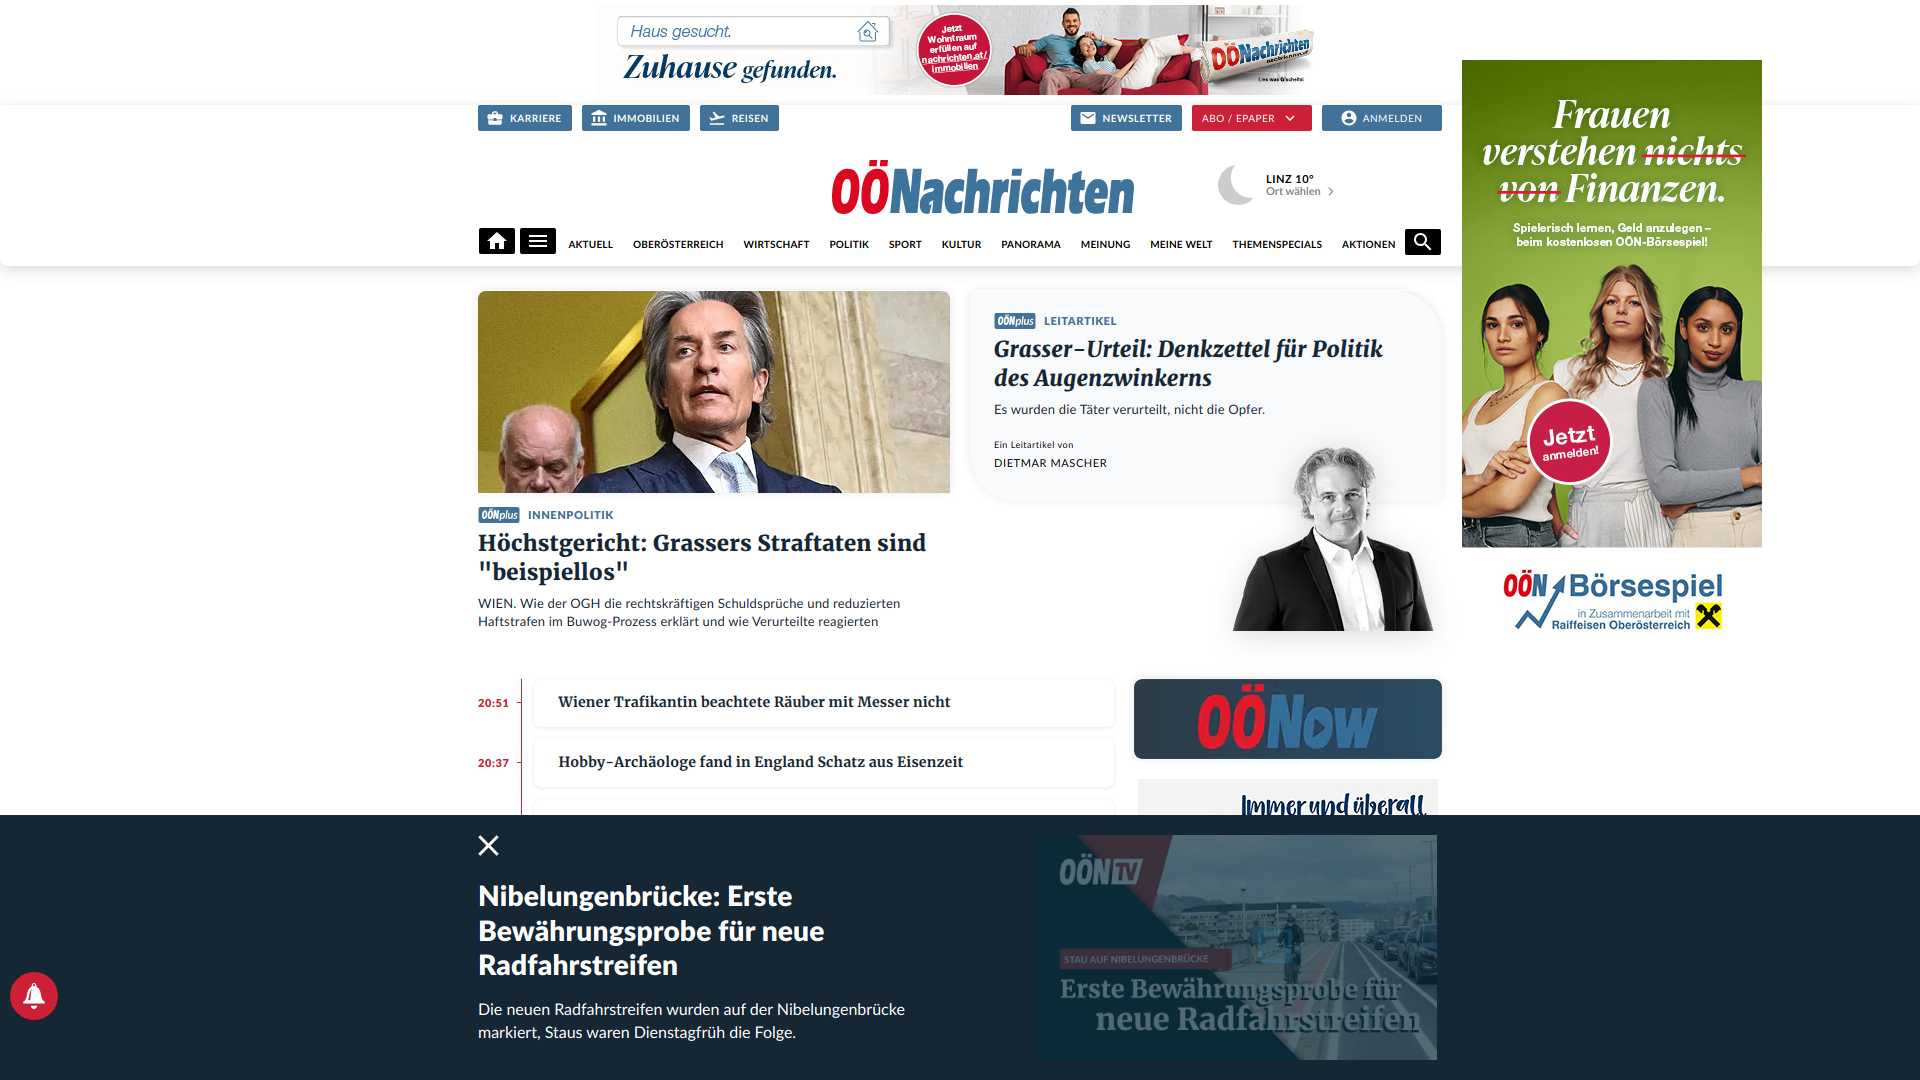 Haus gesucht.
Zuhause gefunden.
Jetzt
Wohntraum
erfüllen auf
nachrichten.at/
immobilien
OÖNachrichten
Lies was G'scheits!
KARRIERE
IMMOBILIEN
REISEN
NEWSLETTER
ABO / EPAPER
ANMELDEN
OÖNachrichten
LINZ 10°
Ort wählen
AKTUELL
OBERÖSTERREICH
WIRTSCHAFT
POLITIK
SPORT
KULTUR
PANORAMA
MEINUNG
MEINE WELT
THEMENSPECIALS
AKTIONEN
Frauen
verstehen nichts
von Finanzen.
Spielerisch lernen, Geld anzulegen –
beim kostenlosen OÖN-Börsespiel!
Jetzt
anmelden!
OÖN Börsespiel
in Zusammenarbeit mit
Raiffeisen Oberösterreich
OÖNplus INNENPOLITIK
Höchstgericht: Grassers Straftaten sind
"beispiellos"
WIEN. Wie der OGH die rechtskräftigen Schuldsprüche und reduzierten
Haftstrafen im Buwog-Prozess erklärt und wie Verurteilte reagierten
OÖNplus LEITARTIKEL
Grasser-Urteil: Denkzettel für Politik
des Augenzwinkerns
Es wurden die Täter verurteilt, nicht die Opfer.
Ein Leitartikel von
DIETMAR MASCHER
20:51 Wiener Trafikantin beachtete Räuber mit Messer nicht
20:37 Hobby-Archäologe fand in England Schatz aus Eisenzeit
OÖNow
Immer und überall
Nibelungenbrücke: Erste
Bewährungsprobe für neue
Radfahrstreifen
Die neuen Radfahrstreifen wurden auf der Nibelungenbrücke
markiert, Staus waren Dienstagfrüh die Folge.
OÖN TV
STAU AUF NIBELUNGENBRÜCKE
Erste Bewährungsprobe für
neue Radfahrstreifen